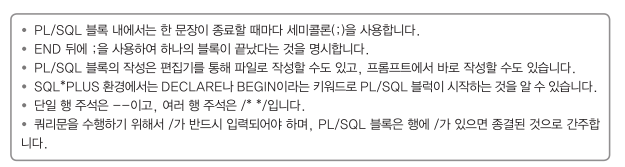 • PL/SQL 블록 내에서는 한 문장이 종료할 때마다 세미콜론(;)을 사용합니다.
• END 뒤에 ;을 사용하여 하나의 블록이 끝났다는 것을 명시합니다.
• PL/SQL 블록의 작성은 편집기를 통해 파일로 작성할 수도 있고, 프롬프트에서 바로 작성할 수도 있습니다.
• SQL*PLUS 환경에서는 DECLARE나 BEGIN이라는 키워드로 PL/SQL 블럭이 시작하는 것을 알 수 있습니다.
• 단일 행 주석은 --이고, 여러 행 주석은 /* */입니다.
• 쿼리문을 수행하기 위해서 /가 반드시 입력되어야 하며, PL/SQL 블록은 행에 /가 있으면 종결된 것으로 간주합
니다.